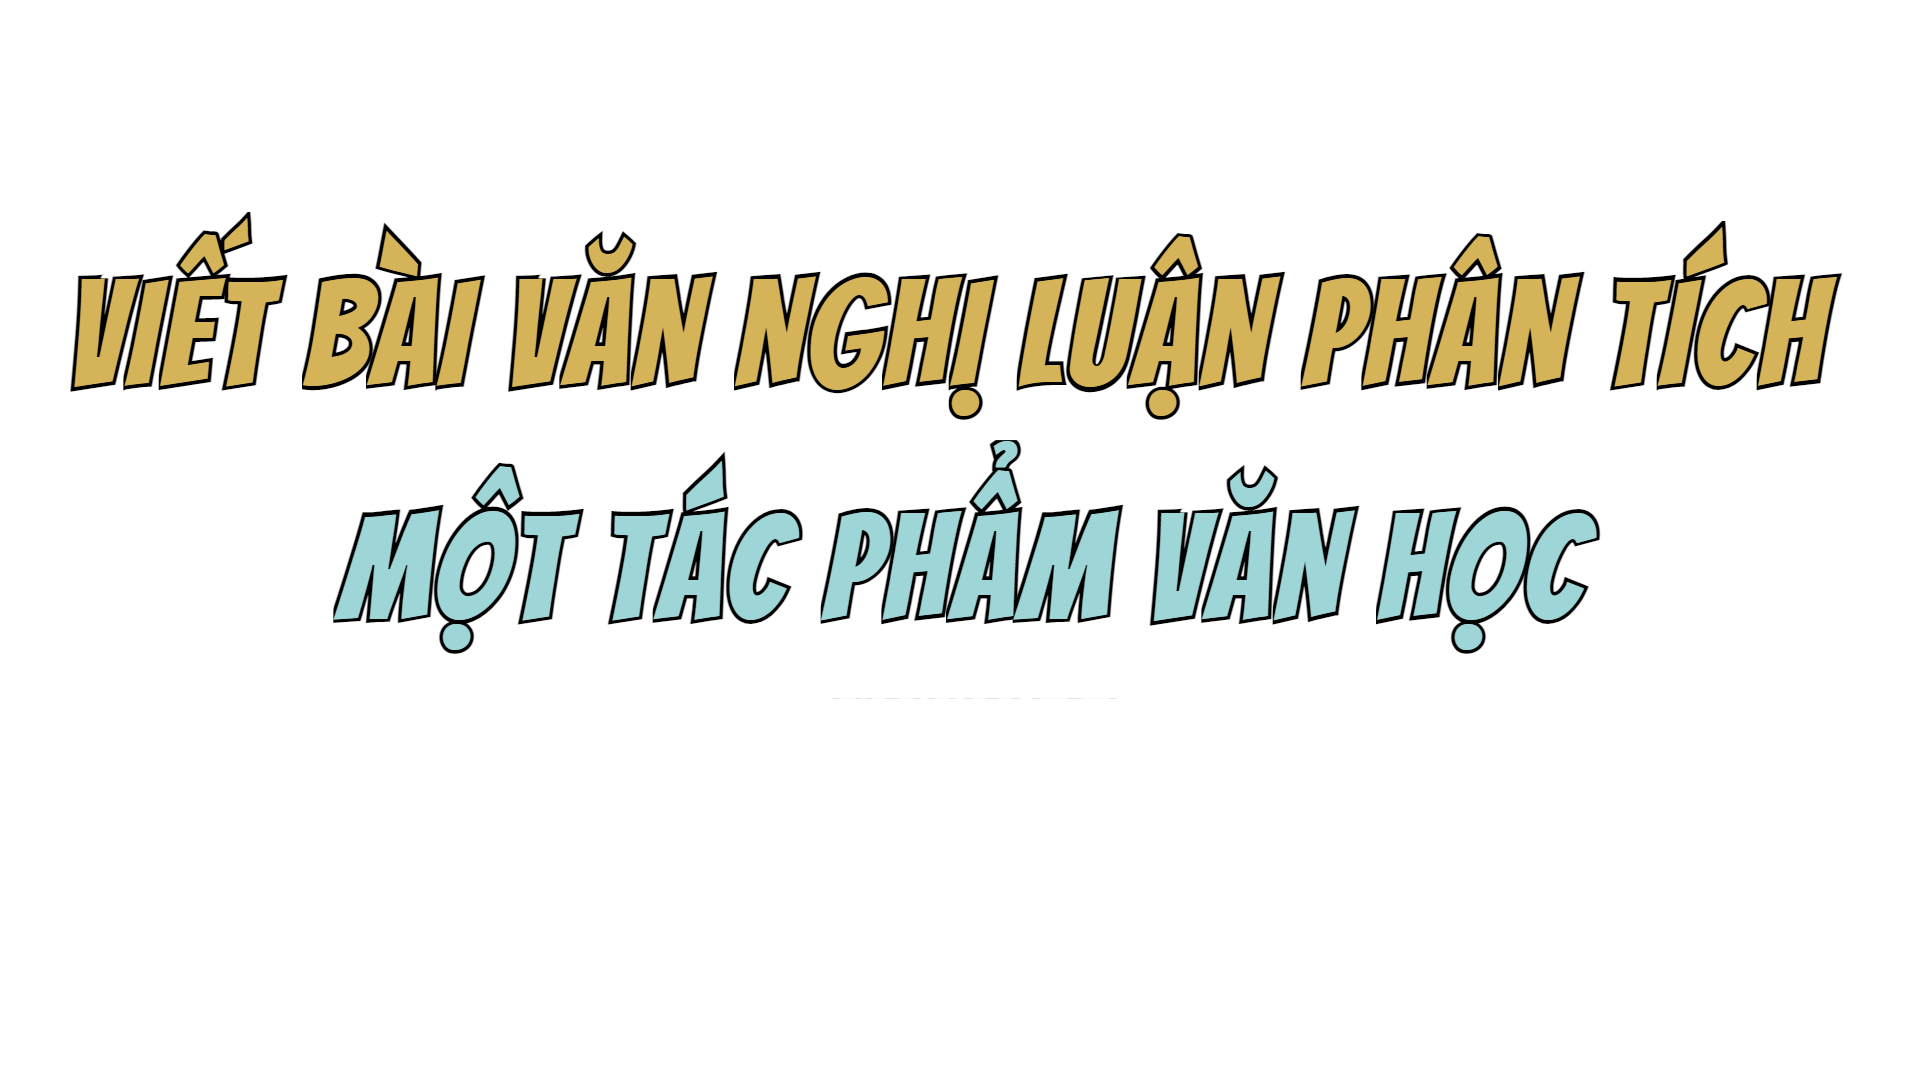 VIẾT BÀI VĂN NGHỊ LUẬN PHÂN TÍCH
MỘT TÁC PHẨM VĂN HỌC